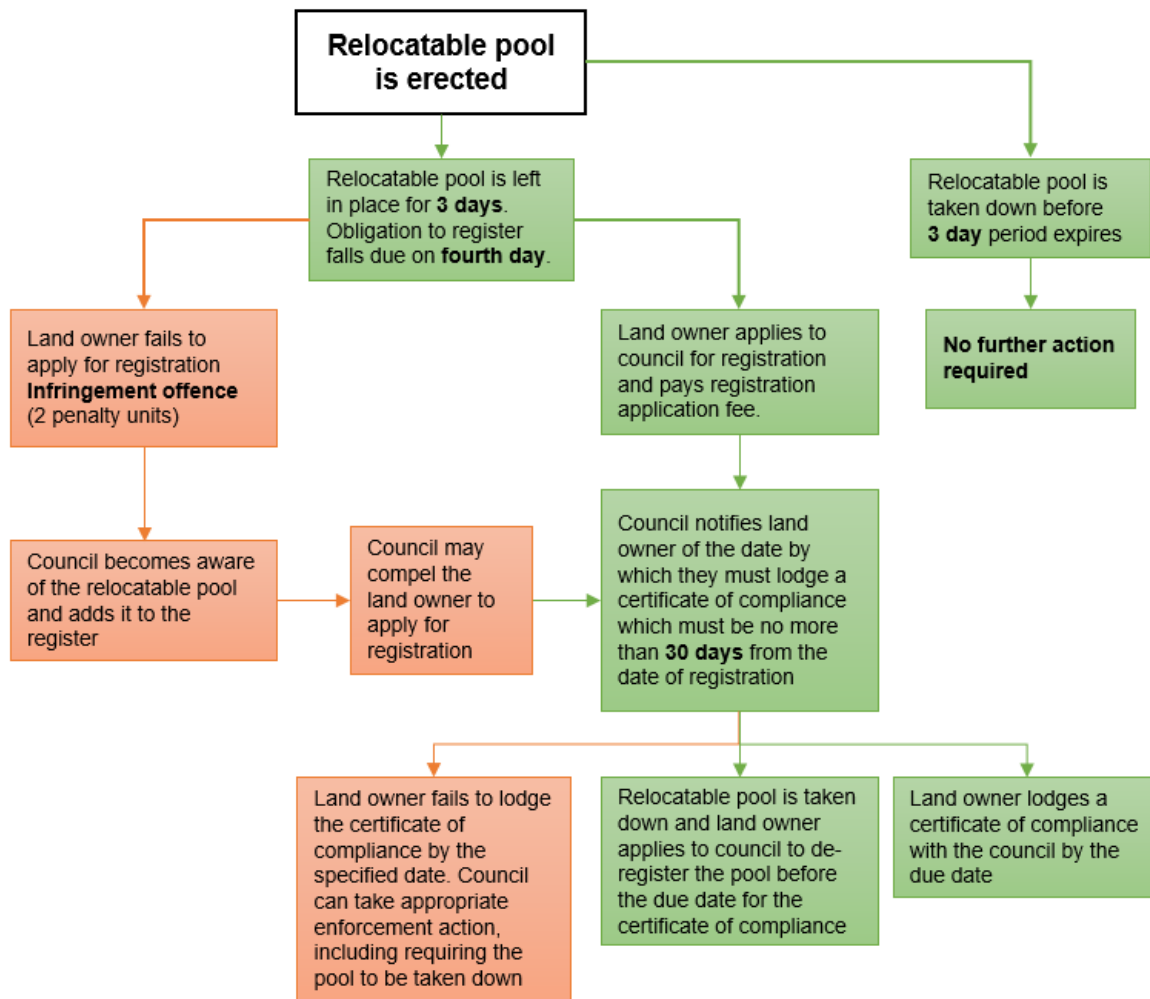 Relocatable pool
is erected
Relocatable pool is left
in place for 3 days.
Obligation to register
falls due on fourth day.
Relocatable pool is
taken down before
3 day period expires
Land owner fails to
apply for registration
Infringement offence
(2 penalty units)
Land owner applies to
council for registration
and pays registration
application fee.
No further action
required
Council becomes aware
of the relocatable pool
and adds it to the
register
Council may
compel the
land owner to
apply for
registration
Council notifies land
owner of the date by
which they must lodge a
certificate of compliance
which must be no more
than 30 days from the
date of registration
Land owner fails to lodge
the certificate of
compliance by the
specified date. Council
can take appropriate
enforcement action,
including requiring the
pool to be taken down
Relocatable pool is taken
down and land owner
applies to council to de-
register the pool before
the due date for the
certificate of compliance
Land owner lodges a
certificate of compliance
with the council by the
due date